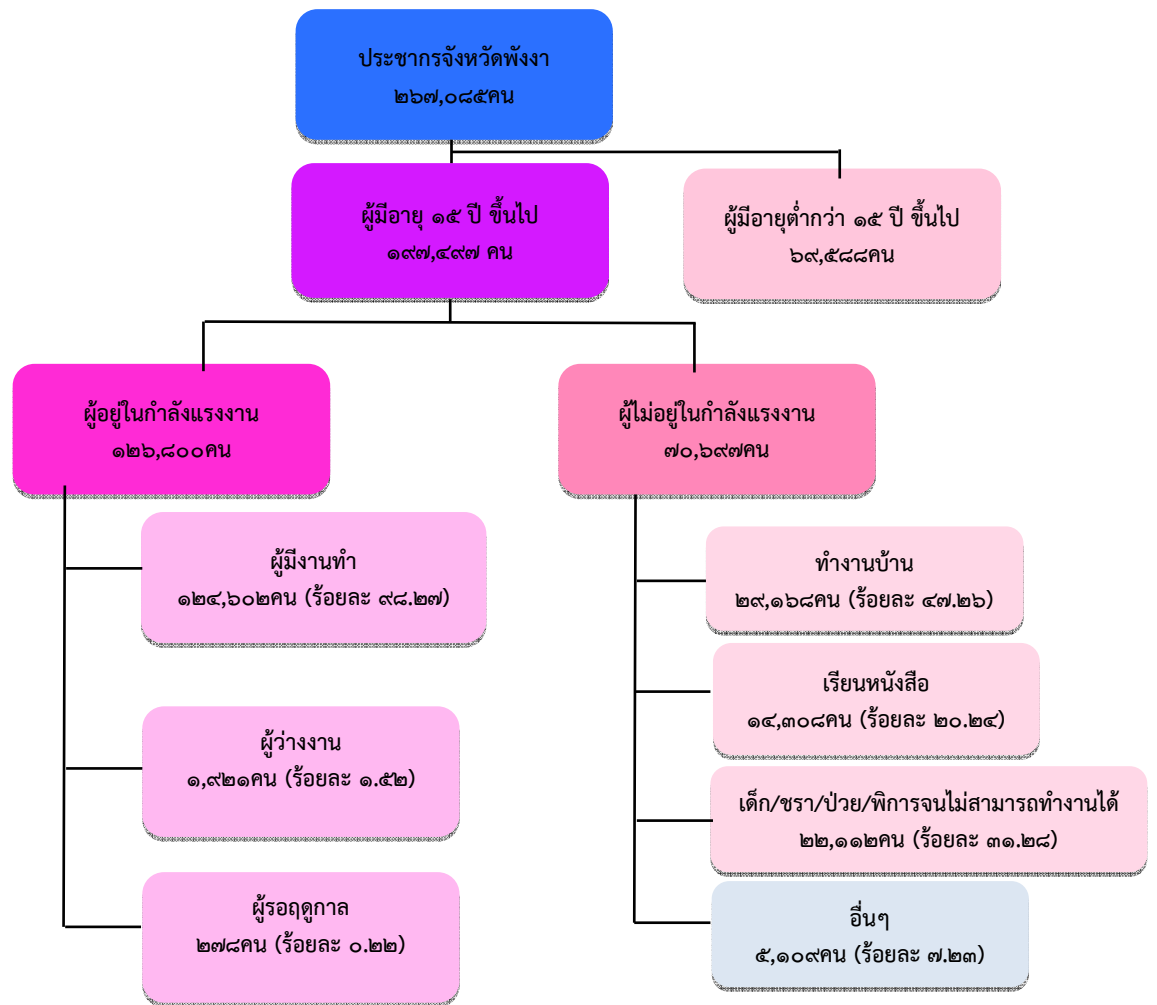 ประชากรจังหวัดพังงา
๒๖๗,๐๘๕คน
ผู้มีอายุ ๑๕ ปี ขึ้นไป
๑๙๗,๔๙๗ คน
ผู้มีอายุต่ำกว่า ๑๕ ปี ขึ้นไป
๖๙,๕๘๘คน
ผู้อยู่ในกำลังแรงงาน
๑๒๖,๘๐๐คน
ผู้ไม่อยู่ในกำลังแรงงาน
๗๐,๖๙๗คน
ผู้มีงานทำ
๑๒๔,๖๐๒คน (ร้อยละ ๙๘.๒๗)
ผู้ว่างงาน
๑,๙๒๑คน (ร้อยละ ๑.๕๒)
ผู้รอฤดูกาล
๒๗๘คน (ร้อยละ ๐.๒๒)
ทำงานบ้าน
๒๙,๑๖๘คน (ร้อยละ ๔๗.๒๖)
เรียนหนังสือ
๑๔,๓๐๘คน (ร้อยละ ๒๐.๒๔)
เด็ก/ชรา/ป่วย/พิการจนไม่สามารถทำงานได้
๒๒,๑๑๒คน (ร้อยละ ๓๑.๒๘)
อื่นๆ
๕,๑๐๙คน (ร้อยละ ๗.๒๓)